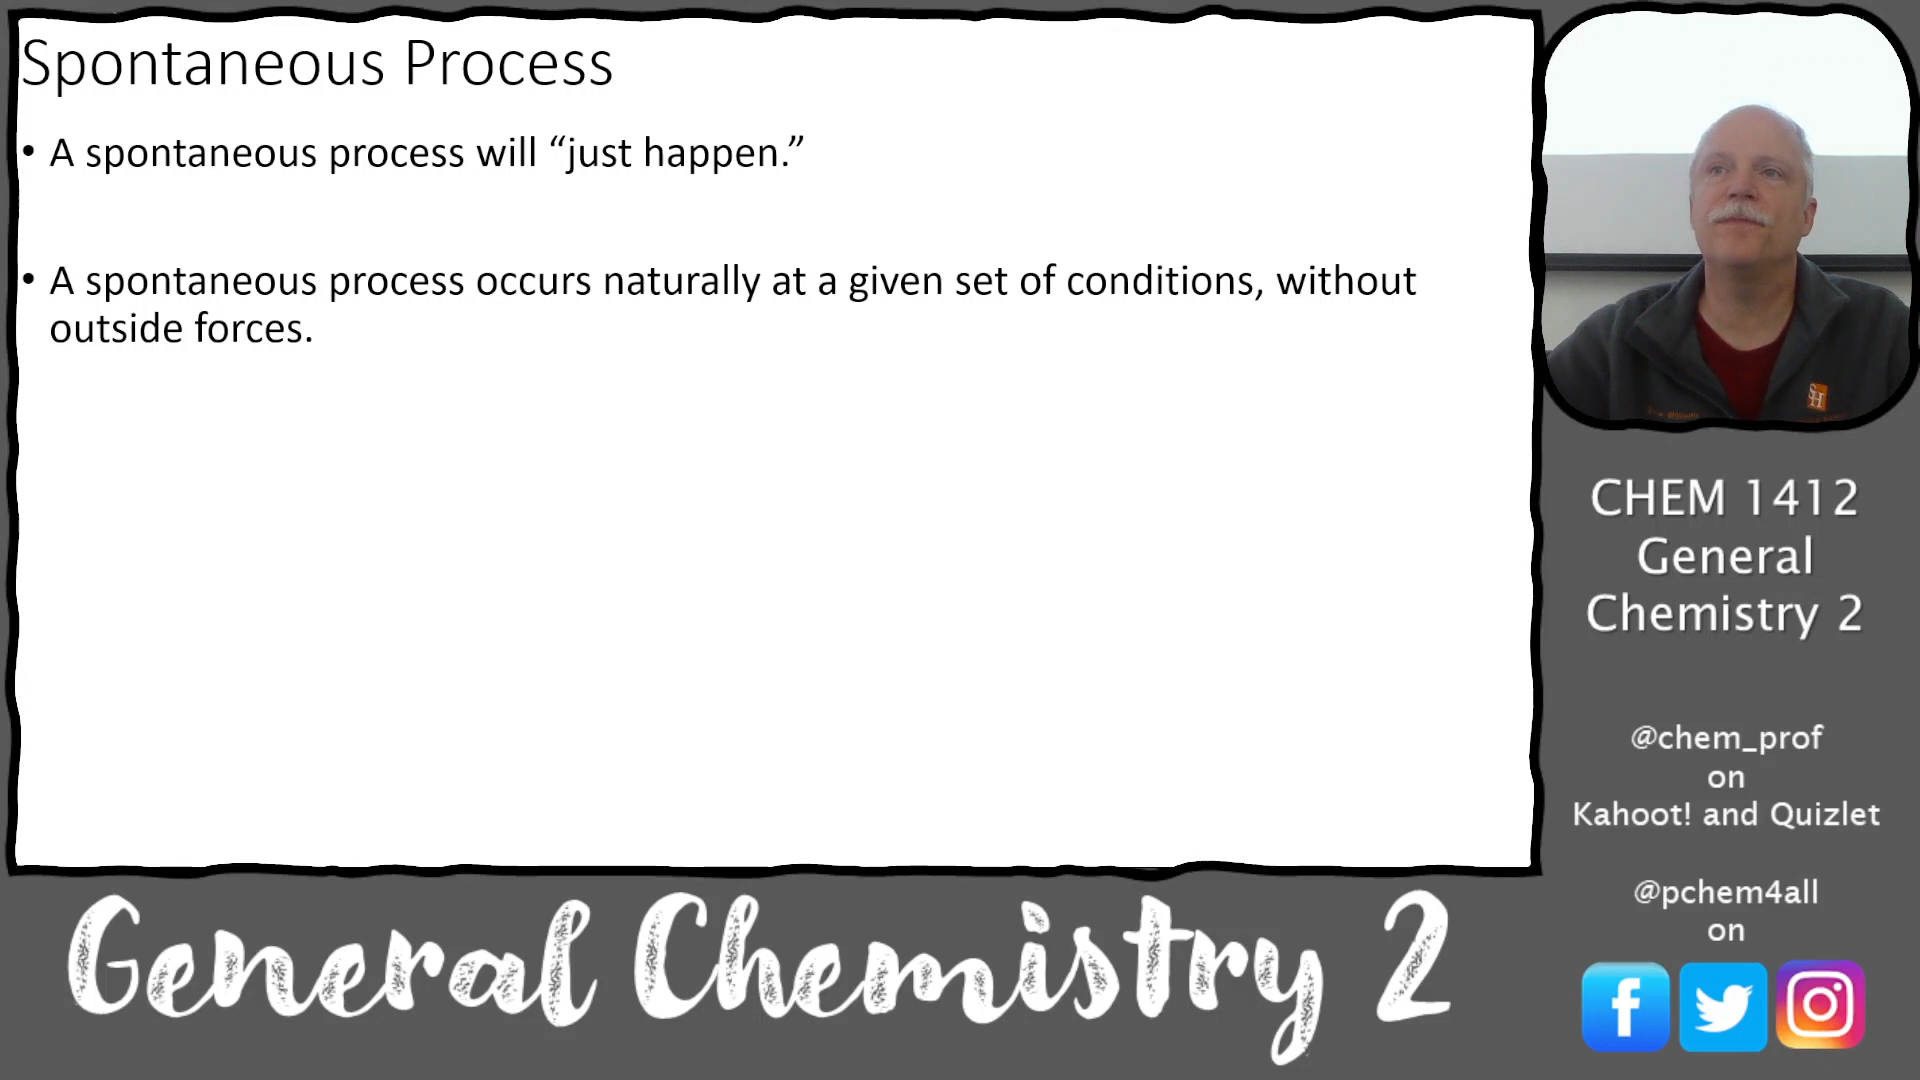 Spontaneous Process
• A spontaneous process will “just happen.”
• A spontaneous process occurs naturally at a given set of conditions, without
outside forces.
SH
CHEM 1412
General
Chemistry 2
@chem_prof
on
Kahoot! and Quizlet
@pchem4all
on
General Chemistry 2